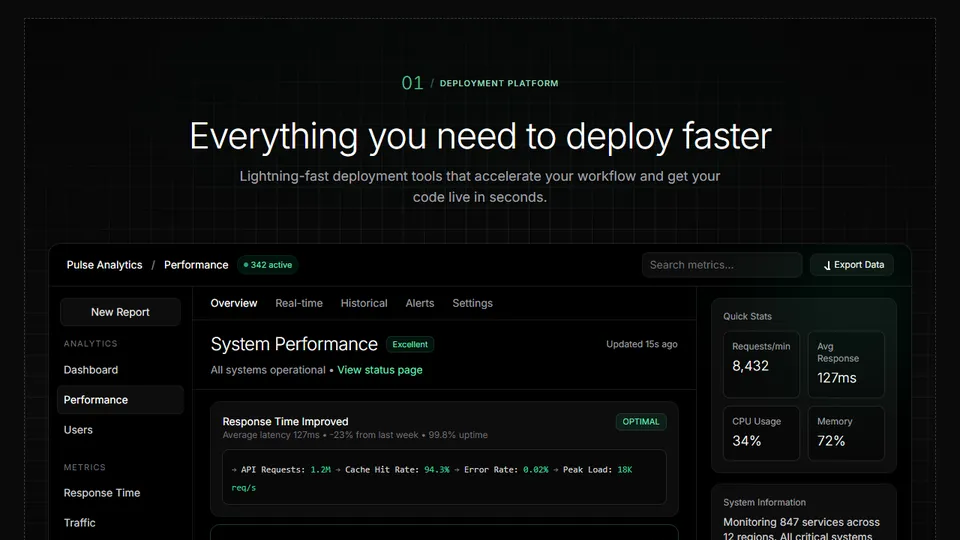 01 / DEPLOYMENT PLATFORM
Everything you need to deploy faster
Lightning-fast deployment tools that accelerate your workflow and get your
code live in seconds.
Pulse Analytics / Performance 342 active
Search metrics...
Export Data
New Report
ANALYTICS
Dashboard
Performance
Users
METRICS
Response Time
Traffic
Overview Real-time Historical Alerts Settings
System Performance Excellent
Updated 15s ago
All systems operational • View status page
Response Time Improved
OPTIMAL
Average latency 127ms • -23% from last week • 99.8% uptime
→ API Requests: 1.2M → Cache Hit Rate: 94.3% → Error Rate: 0.02% → Peak Load: 18K
req/s
Quick Stats
Requests/min
8,432
Avg
Response
127ms
CPU Usage
34%
Memory
72%
System Information
Monitoring 847 services across
12 regions. All critical systems